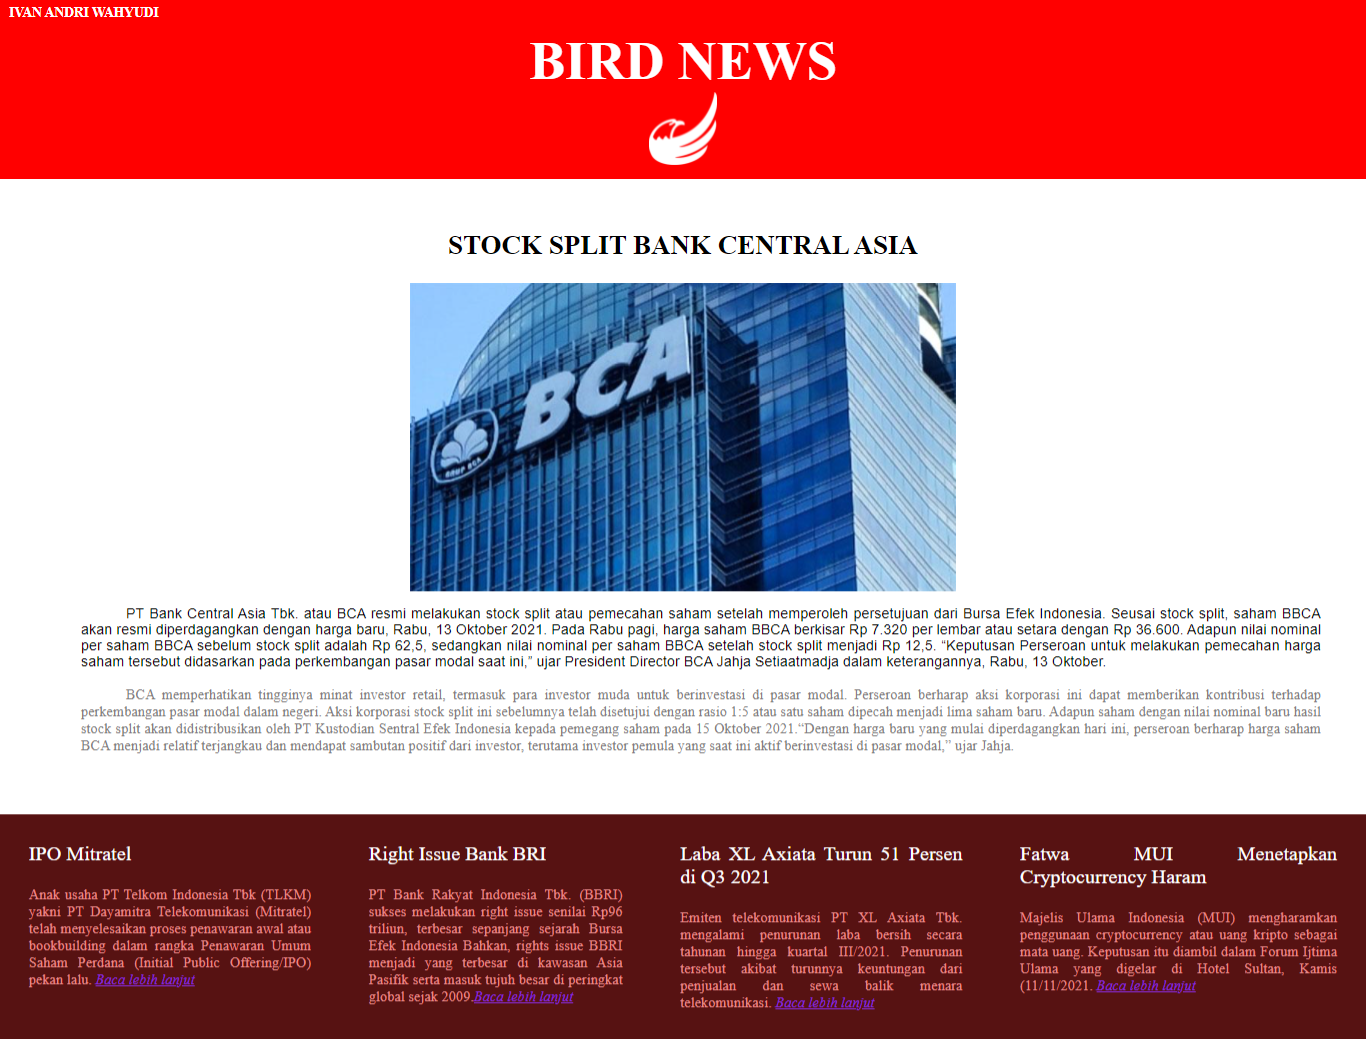 IVAN ANDRI WAHYUDI
BIRD NEWS
STOCK SPLIT BANK CENTRAL ASIA
BCA
GRUP BCA
PT Bank Central Asia Tbk. atau BCA resmi melakukan stock split atau pemecahan saham setelah memperoleh persetujuan dari Bursa Efek Indonesia. Seusai stock split, saham BBCA
akan resmi diperdagangkan dengan harga baru, Rabu, 13 Oktober 2021. Pada Rabu pagi, harga saham BBCA berkisar Rp 7.320 per lembar atau setara dengan Rp 36.600. Adapun nilai nominal
per saham BBCA sebelum stock split adalah Rp 62,5, sedangkan nilai nominal per saham BBCA setelah stock split menjadi Rp 12,5. “Keputusan Perseroan untuk melakukan pemecahan harga
saham tersebut didasarkan pada perkembangan pasar modal saat ini,” ujar President Director BCA Jahja Setiaatmadja dalam keterangannya, Rabu, 13 Oktober.
BCA memperhatikan tingginya minat investor retail, termasuk para investor muda untuk berinvestasi di pasar modal. Perseroan berharap aksi korporasi ini dapat memberikan kontribusi terhadap
perkembangan pasar modal dalam negeri. Aksi korporasi stock split ini sebelumnya telah disetujui dengan rasio 1:5 atau satu saham dipecah menjadi lima saham baru. Adapun saham dengan nilai nominal baru hasil
stock split akan didistribusikan oleh PT Kustodian Sentral Efek Indonesia kepada pemegang saham pada 15 Oktober 2021.“Dengan harga baru yang mulai diperdagangkan hari ini, perseroan berharap harga saham
BCA menjadi relatif terjangkau dan mendapat sambutan positif dari investor, terutama investor pemula yang saat ini aktif berinvestasi di pasar modal,” ujar Jahja.
IPO Mitratel
Anak usaha PT Telkom Indonesia Tbk (TLKM)
yakni PT Dayamitra Telekomunikasi (Mitratel)
telah menyelesaikan proses penawaran awal atau
bookbuilding dalam rangka Penawaran Umum
Saham Perdana (Initial Public Offering/IPO)
pekan lalu. Baca lebih lanjut
Right Issue Bank BRI
PT Bank Rakyat Indonesia Tbk. (BBRI)
sukses melakukan right issue senilai Rp96
triliun, terbesar sepanjang sejarah Bursa
Efek Indonesia Bahkan, rights issue BBRI
menjadi yang terbesar di kawasan Asia
Pasifik serta masuk tujuh besar di peringkat
global sejak 2009.Baca lebih lanjut
Laba XL Axiata Turun 51 Persen
di Q3 2021
Emiten telekomunikasi PT XL Axiata Tbk.
mengalami penurunan laba bersih secara
tahunan hingga kuartal III/2021. Penurunan
tersebut akibat turunnya keuntungan dari
penjualan dan sewa balik menara
telekomunikasi. Baca lebih lanjut
Fatwa MUI Menetapkan
Cryptocurrency Haram
Majelis Ulama Indonesia (MUI) mengharamkan
penggunaan cryptocurrency atau uang kripto sebagai
mata uang. Keputusan itu diambil dalam Forum Ijtima
Ulama yang digelar di Hotel Sultan, Kamis
(11/11/2021. Baca lebih lanjut